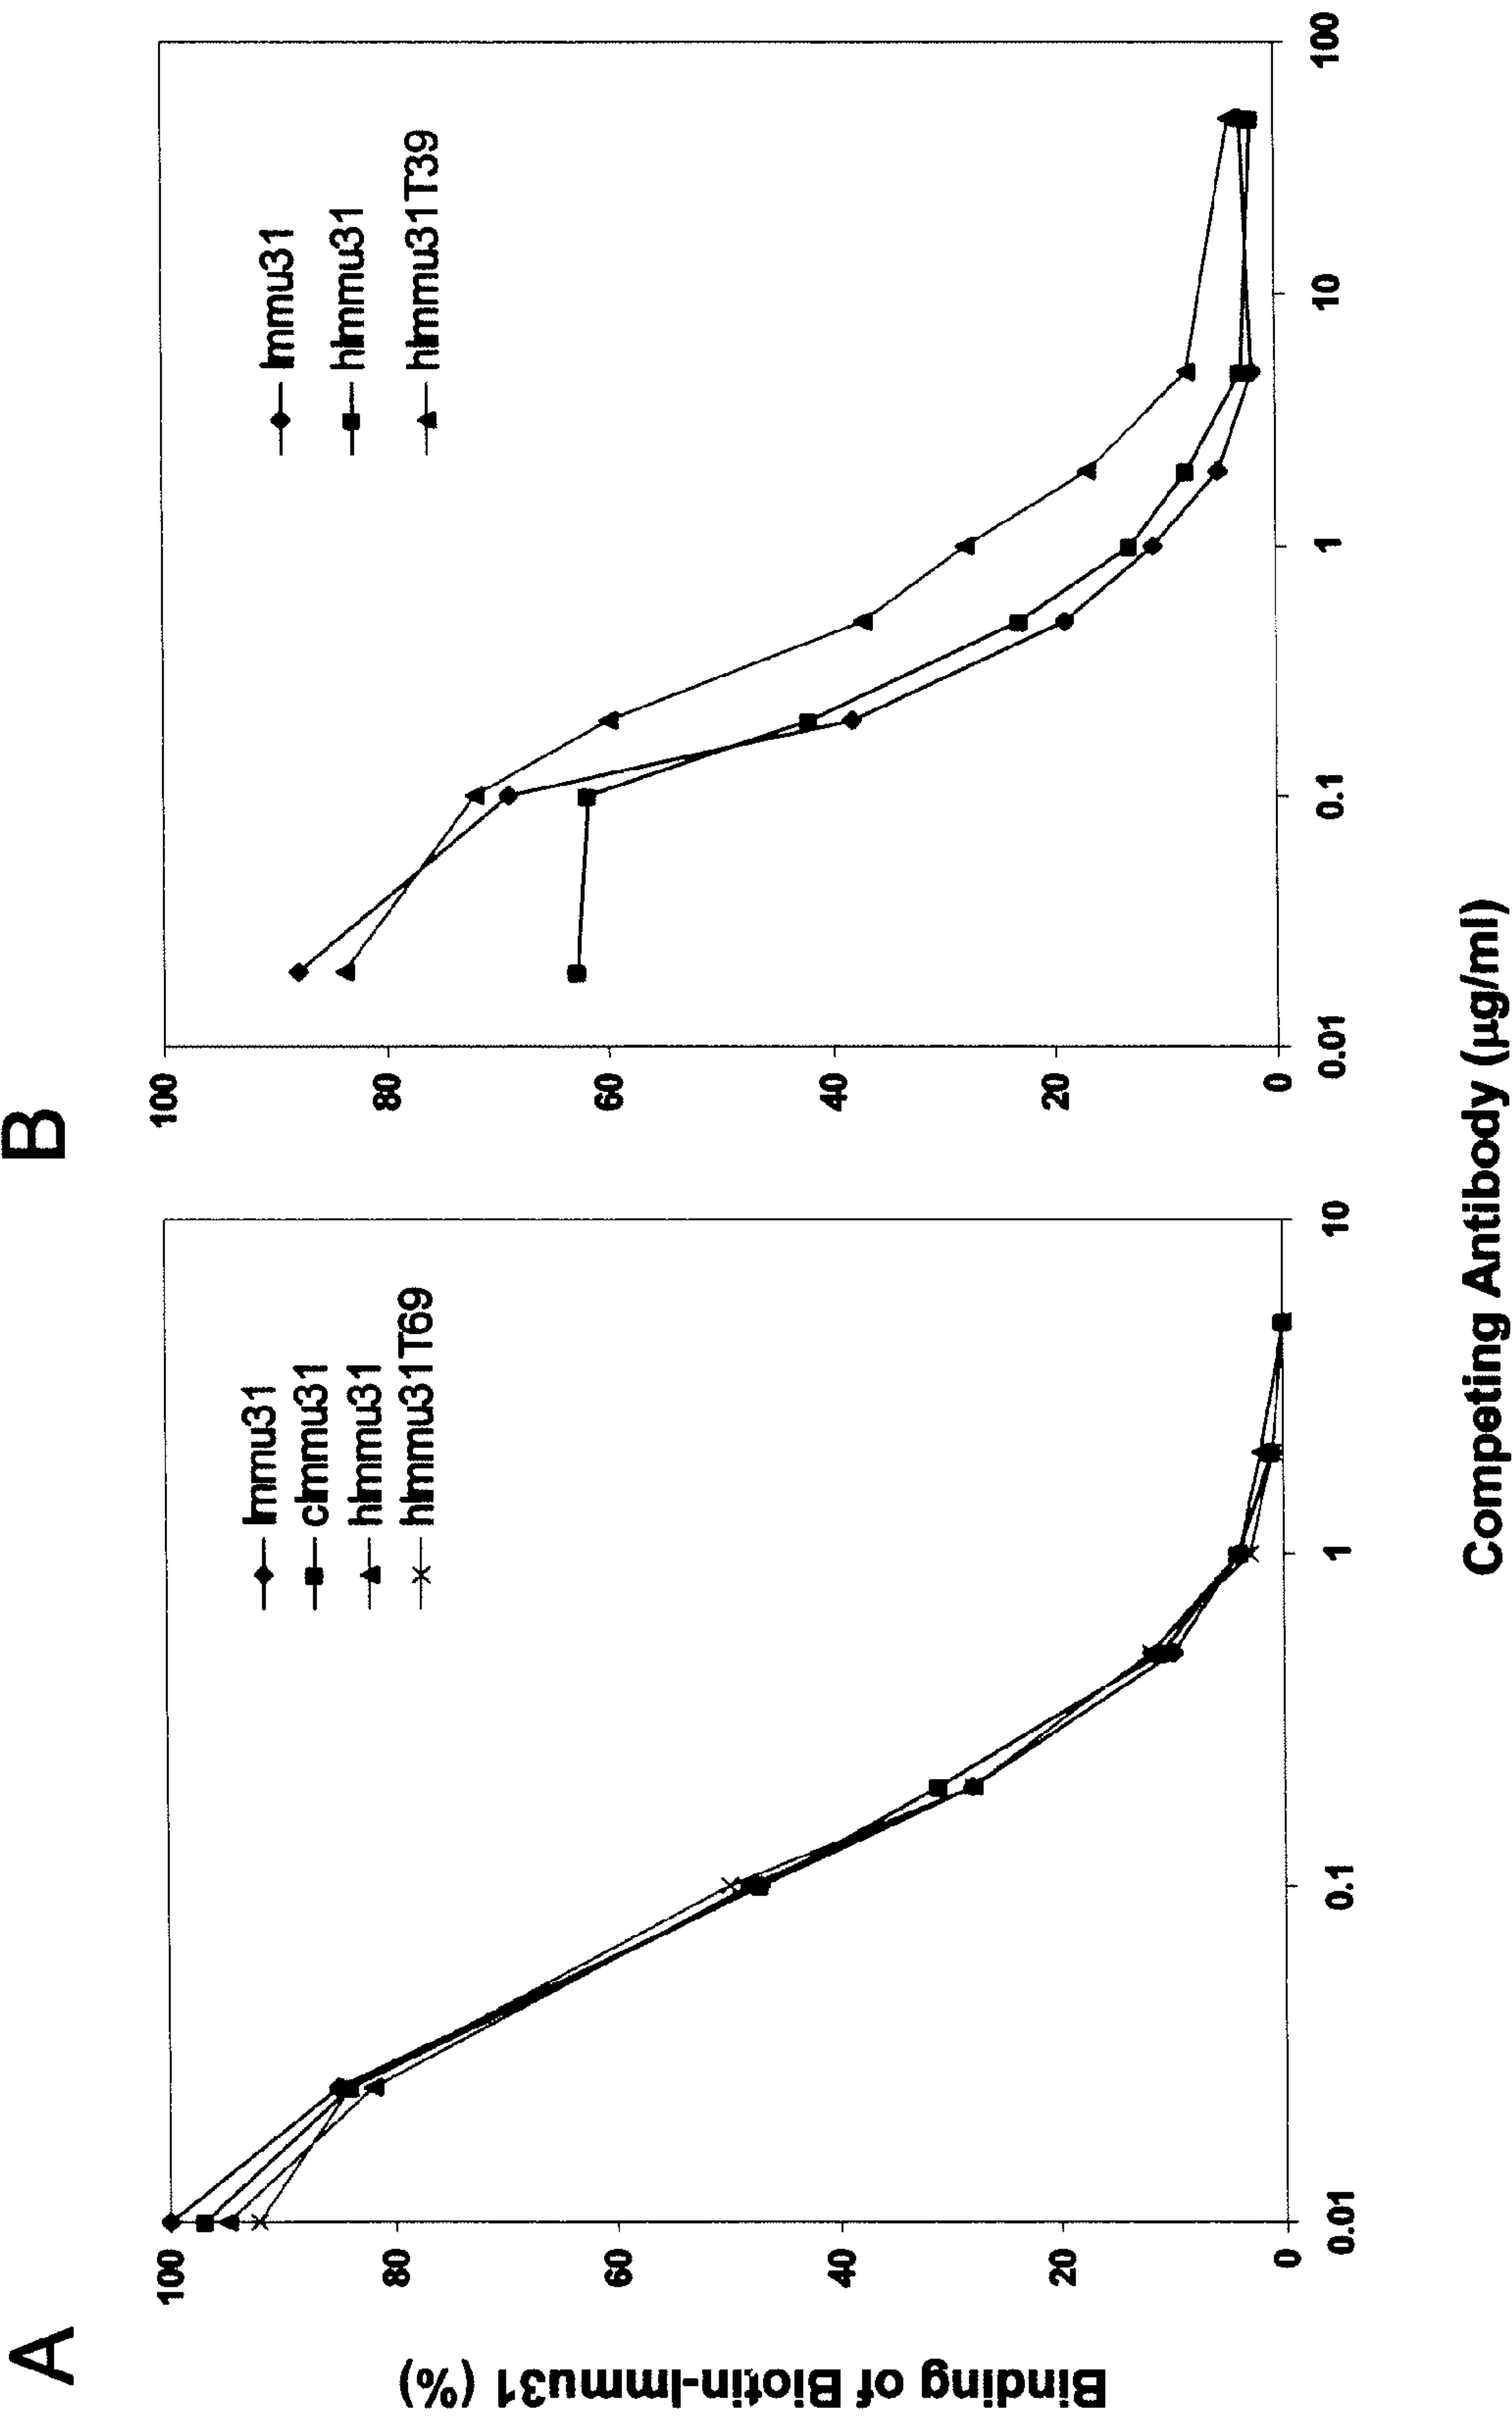 A
B
Binding of Biotin-Immu31 (%)
100
80
60
40
20
0
0.01
0.1
1
10
Immu31
cImmu31
hImmu31
hImmu31T69
100
80
60
40
20
0
0.01
0.1
1
10
100
Immu31
hImmu31
hImmu31T39
Competing Antibody (µg/ml)